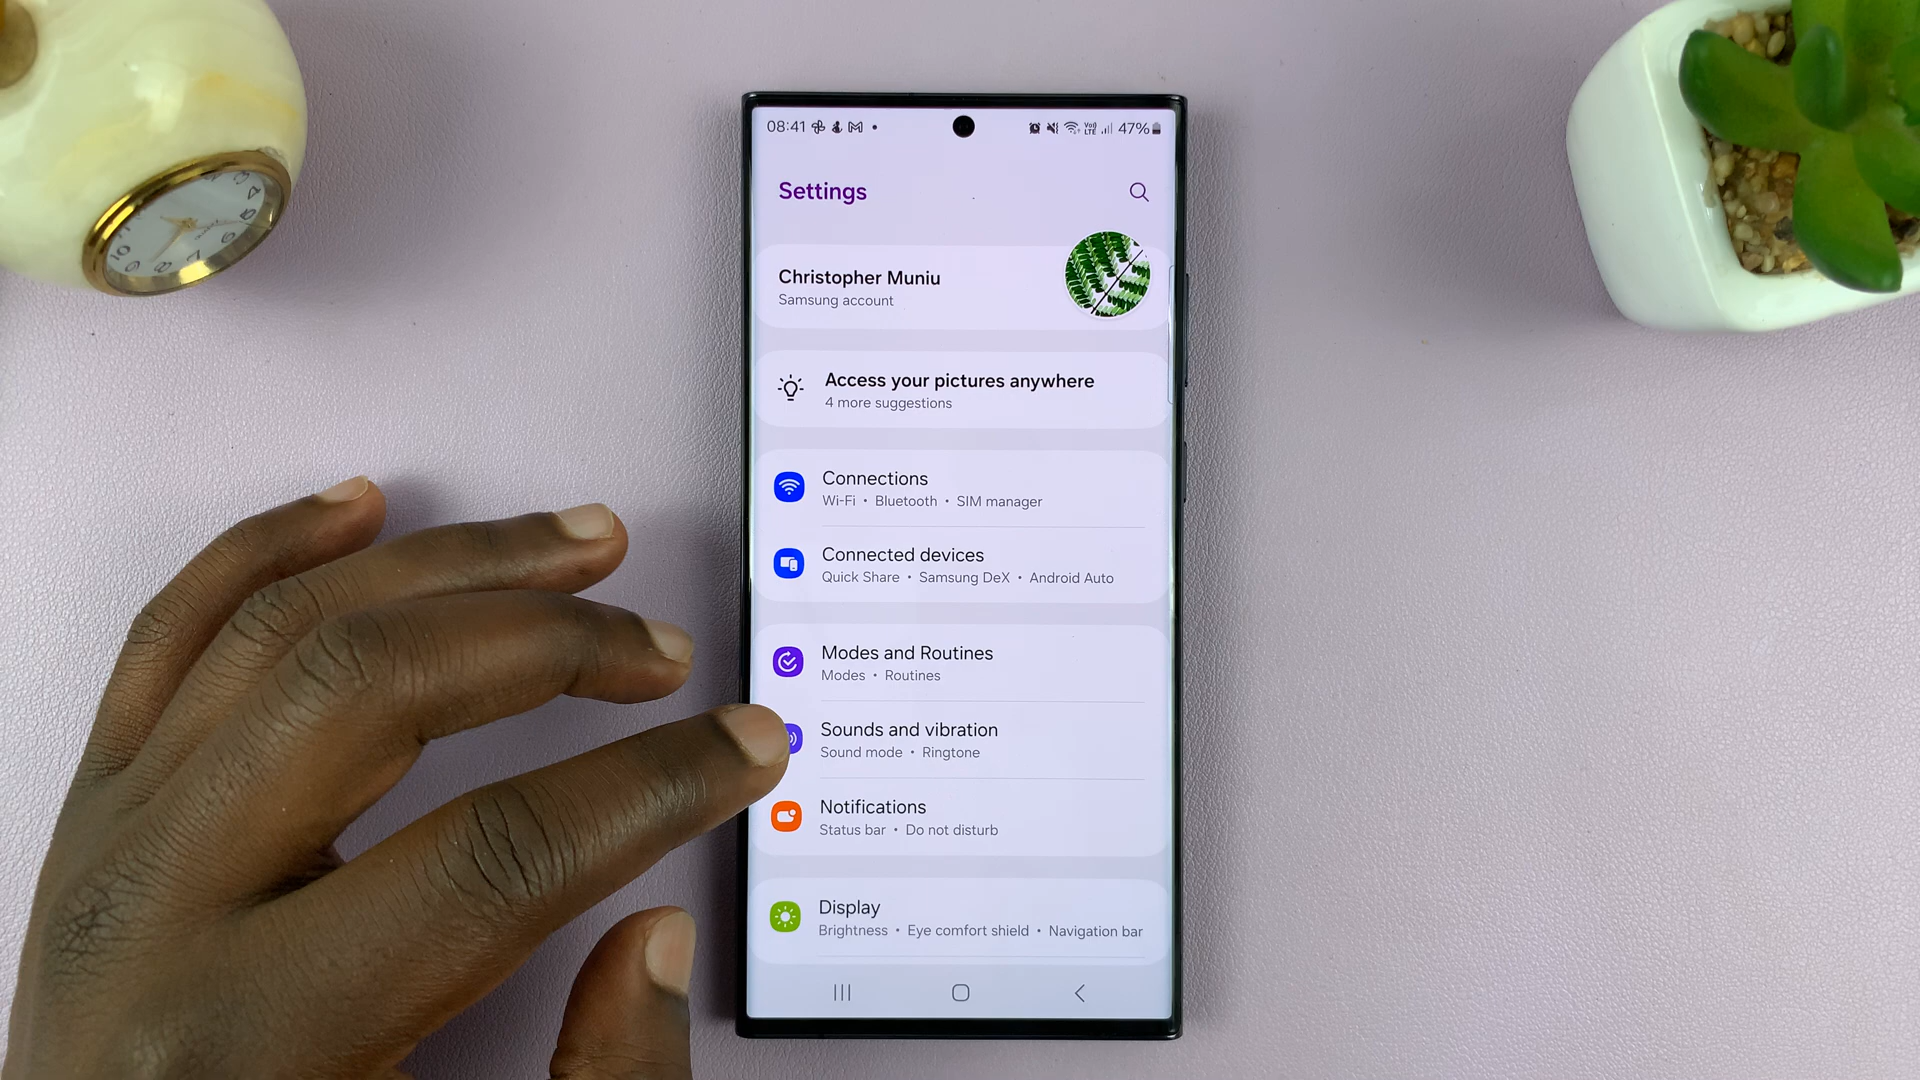 08:41 47%
Settings
Christopher Muniu
Samsung account
Access your pictures anywhere
4 more suggestions
Connections
Wi-Fi • Bluetooth • SIM manager
Connected devices
Quick Share • Samsung DeX • Android Auto
Modes and Routines
Modes • Routines
Sounds and vibration
Sound mode • Ringtone
Notifications
Status bar • Do not disturb
Display
Brightness • Eye comfort shield • Navigation bar